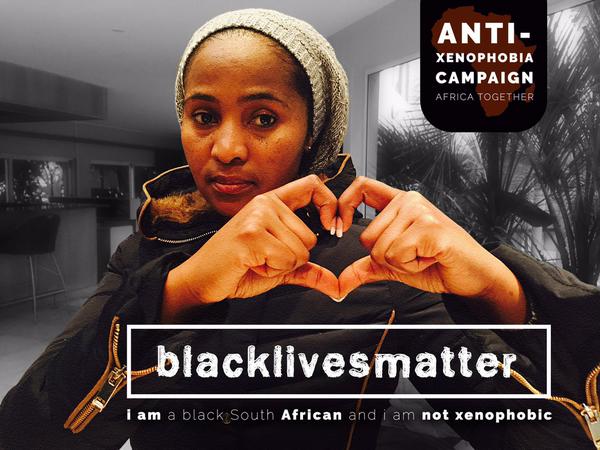 ANTI-
XENOPHOBIA
CAMPAIGN
AFRICA TOGETHER
blacklivesmatter
i am a black South African and i am not xenophobic